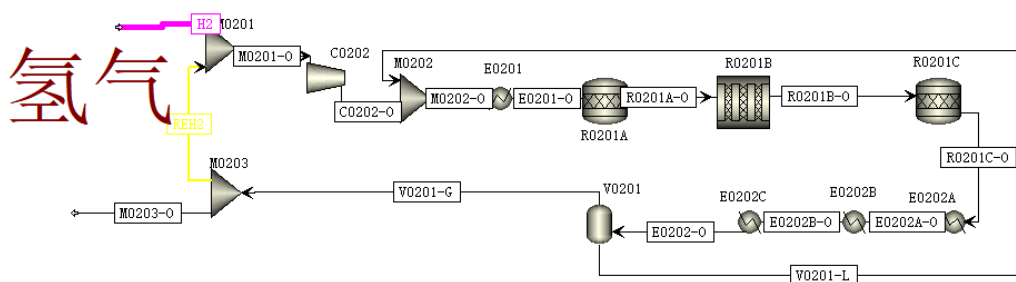 H2
M0201
氢气
M0201-O
C0202
C0202-O
M0202
M0202-O
E0201
E0201-O
R0201A
R0201A-O
R0201B
R0201B-O
R0201C
R0201C-O
REH2
M0203
M0203-O
V0201-G
V0201
E0202-O
E0202C
E0202B-O
E0202B
E0202A-O
E0202A
V0201-L